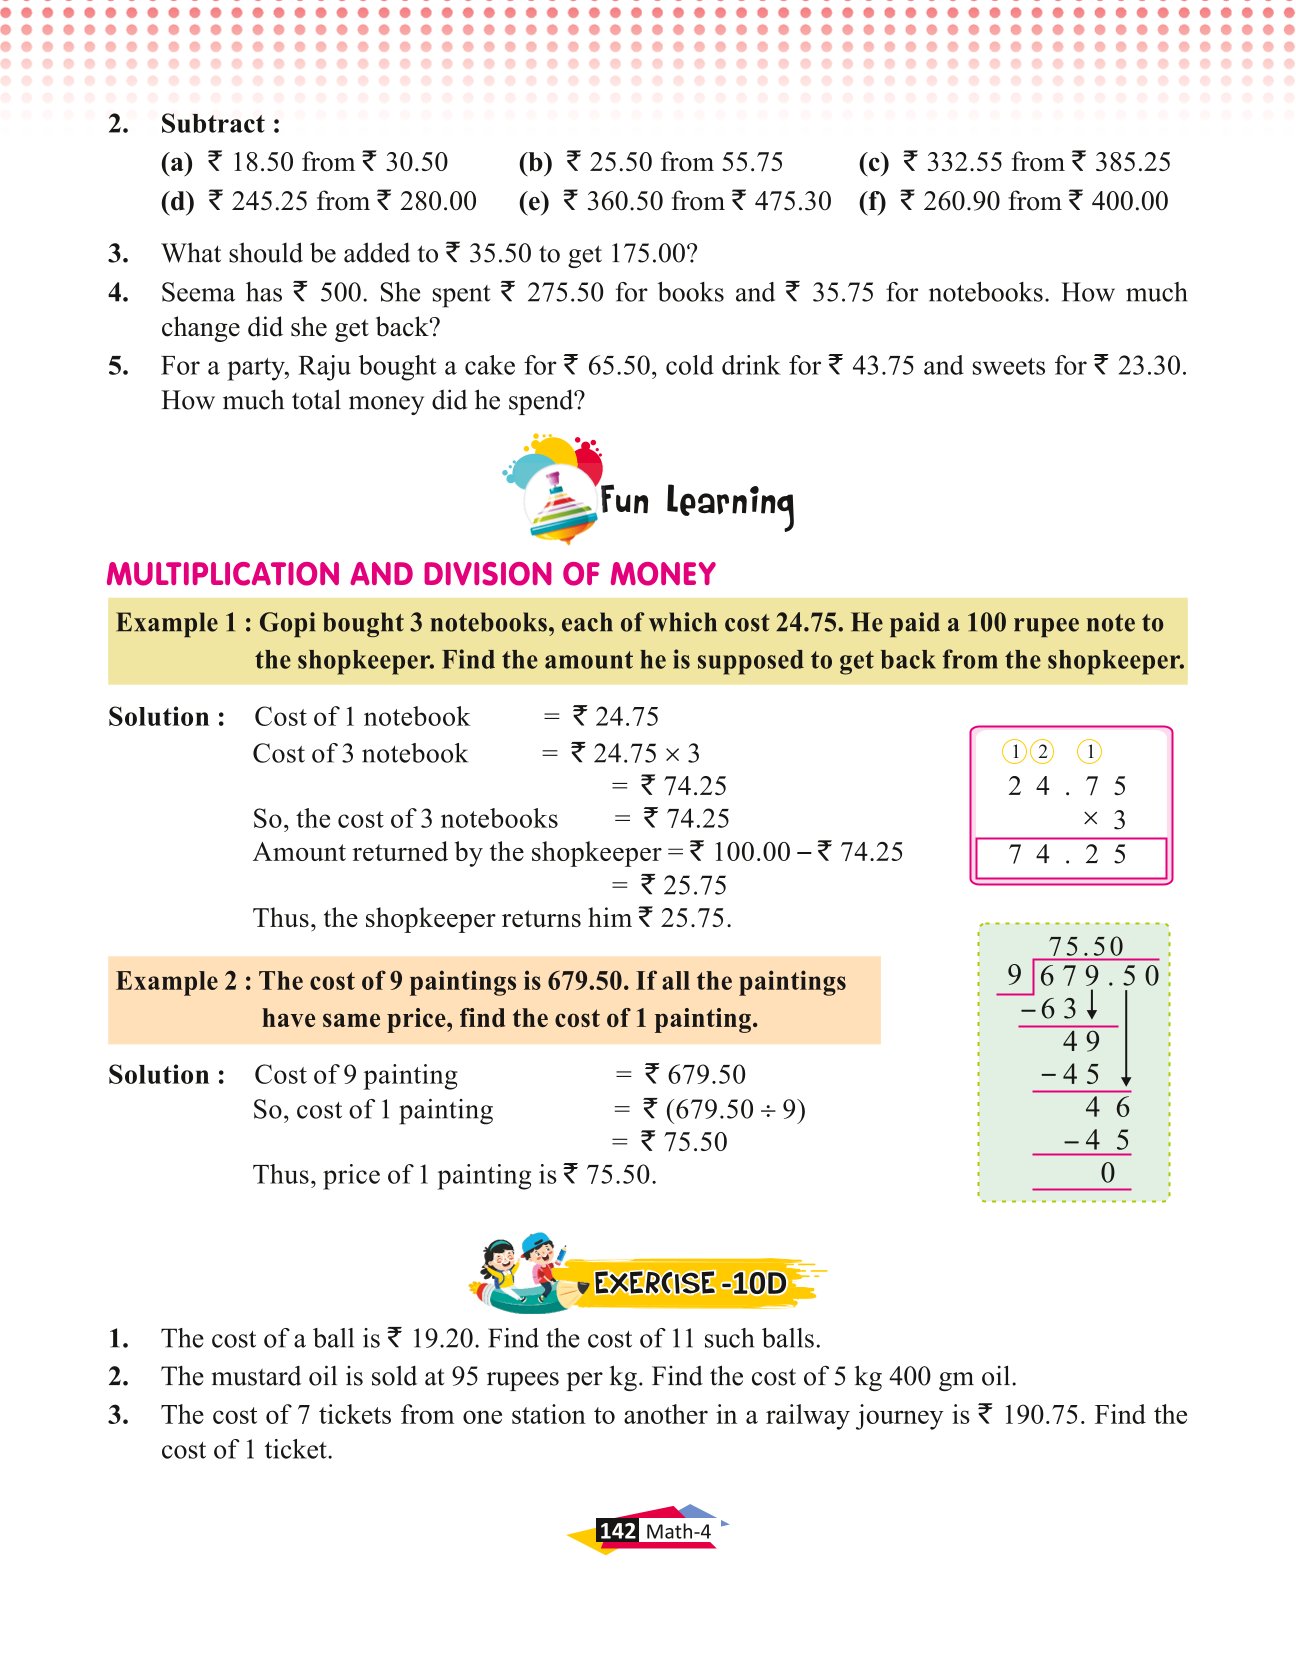 2. Subtract :
(a) ₹ 18.50 from ₹ 30.50 (b) ₹ 25.50 from 55.75 (c) ₹ 332.55 from ₹ 385.25
(d) ₹ 245.25 from ₹ 280.00 (e) ₹ 360.50 from ₹ 475.30 (f) ₹ 260.90 from ₹ 400.00
3. What should be added to ₹ 35.50 to get 175.00?
4. Seema has ₹ 500. She spent ₹ 275.50 for books and ₹ 35.75 for notebooks. How much
change did she get back?
5. For a party, Raju bought a cake for ₹ 65.50, cold drink for ₹ 43.75 and sweets for ₹ 23.30.
How much total money did he spend?
Fun Learning
MULTIPLICATION AND DIVISION OF MONEY
Example 1 : Gopi bought 3 notebooks, each of which cost 24.75. He paid a 100 rupee note to
the shopkeeper. Find the amount he is supposed to get back from the shopkeeper.
Solution : Cost of 1 notebook = ₹ 24.75
Cost of 3 notebook = ₹ 24.75 × 3
= ₹ 74.25
So, the cost of 3 notebooks = ₹ 74.25
Amount returned by the shopkeeper = ₹ 100.00 – ₹ 74.25
= ₹ 25.75
Thus, the shopkeeper returns him ₹ 25.75.
1 2 1
2 4 . 7 5
× 3
7 4 . 2 5
Example 2 : The cost of 9 paintings is 679.50. If all the paintings
have same price, find the cost of 1 painting.
Solution : Cost of 9 painting = ₹ 679.50
So, cost of 1 painting = ₹ (679.50 ÷ 9)
= ₹ 75.50
Thus, price of 1 painting is ₹ 75.50.
75.50
9 679.50
–63
49
–45
4 6
–4 5
0
EXERCISE -10D
1. The cost of a ball is ₹ 19.20. Find the cost of 11 such balls.
2. The mustard oil is sold at 95 rupees per kg. Find the cost of 5 kg 400 gm oil.
3. The cost of 7 tickets from one station to another in a railway journey is ₹ 190.75. Find the
cost of 1 ticket.
142 Math-4